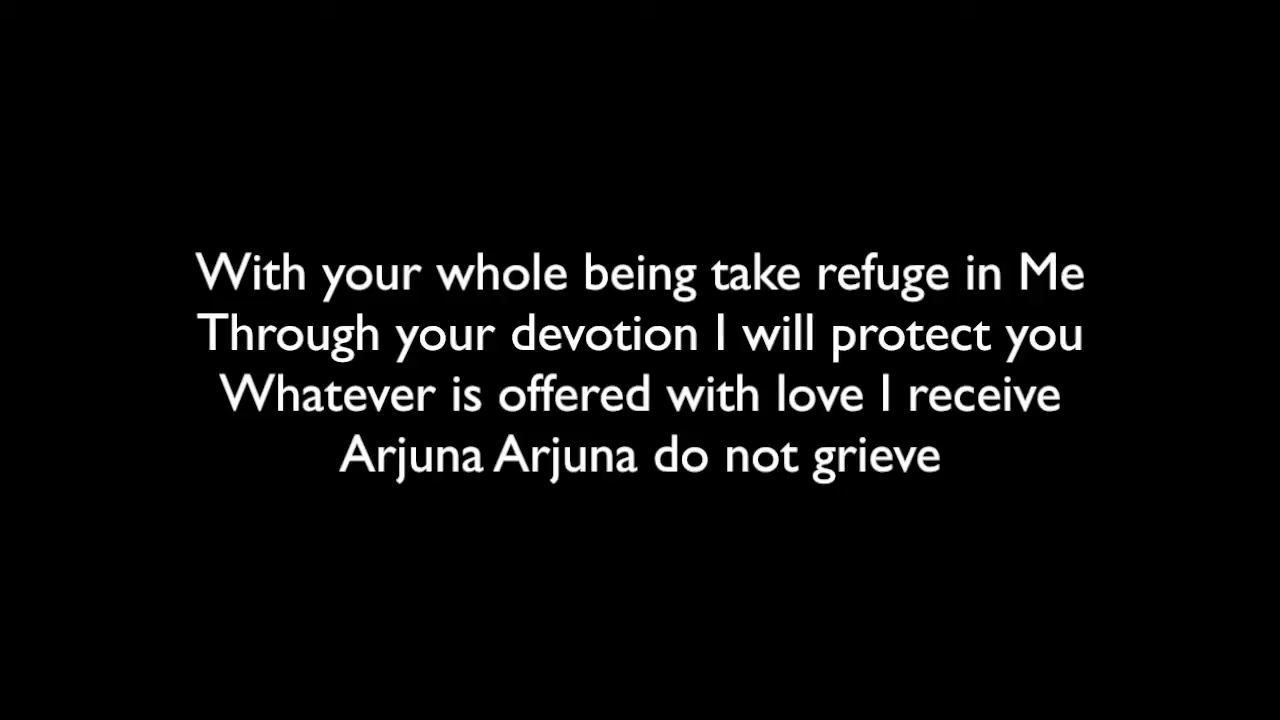 With your whole being take refuge in Me
Through your devotion I will protect you
Whatever is offered with love I receive
Arjuna Arjuna do not grieve